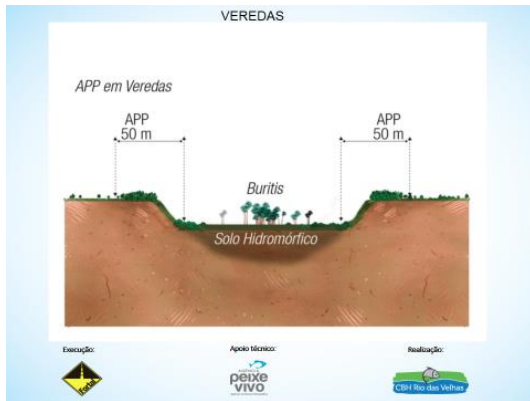 VEREDAS
APP em Veredas
APP
50 m
APP
50 m
Buritis
Solo Hidromórfico
Execução:
Apoio técnico:
Realização:
peixe
vivo
CBH Rio das Velhas